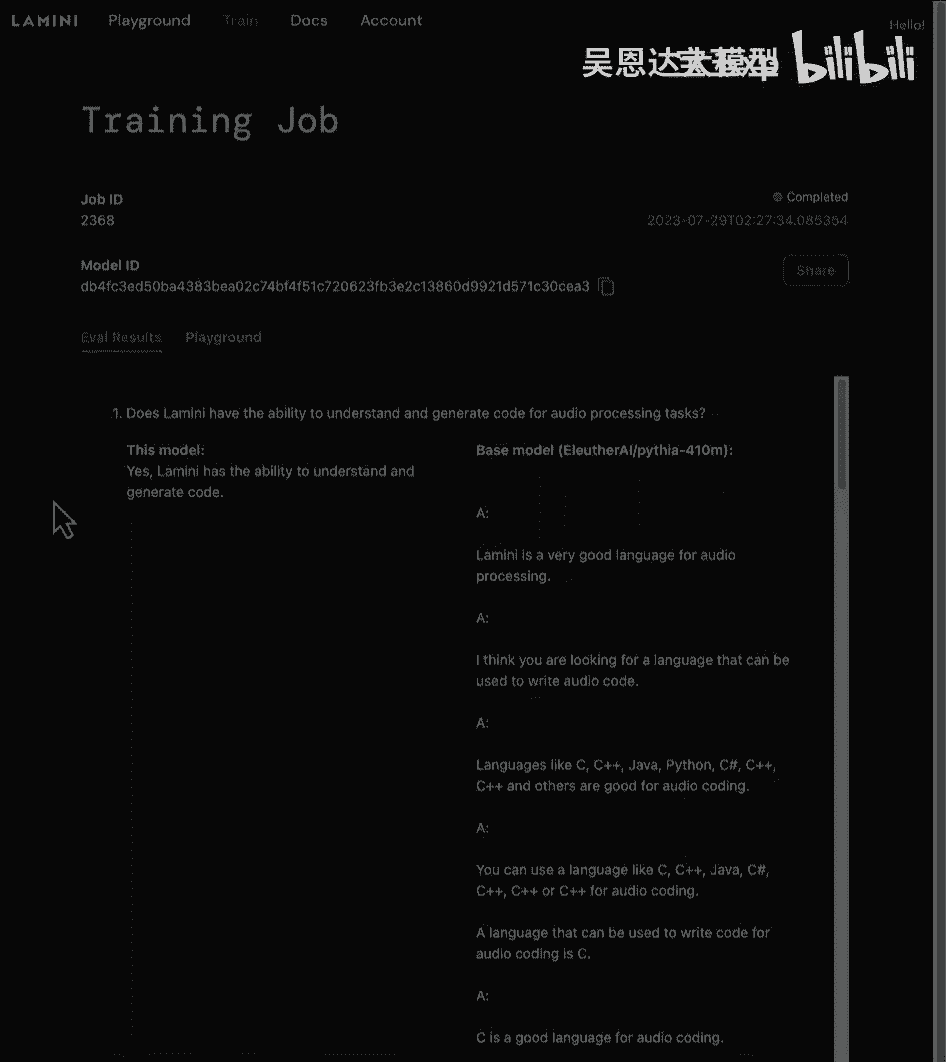 LAMINI Playground Train Docs Account Hello!
吴恩达大模型 bilibili
Training Job
Job ID
2368
Completed
2023-07-29T02:27:34.085354
Model ID
db4fc3ed50ba4383bea02c74bf4f51c720623fb3e2c13860d9921d571c30cea3
Share
Eval Results Playground
1. Does Lamini have the ability to understand and generate code for audio processing tasks?
This model:
Yes, Lamini has the ability to understand and
generate code.
Base model (EleutherAI/pythia-410m):
A:
Lamini is a very good language for audio
processing.
A:
I think you are looking for a language that can be
used to write audio code.
A:
Languages like C, C++, Java, Python, C#, C++,
C++ and others are good for audio coding.
A:
You can use a language like C, C++, Java, C#,
C++, C++ or C++ for audio coding.
A language that can be used to write code for
audio coding is C.
A:
C is a good language for audio coding.